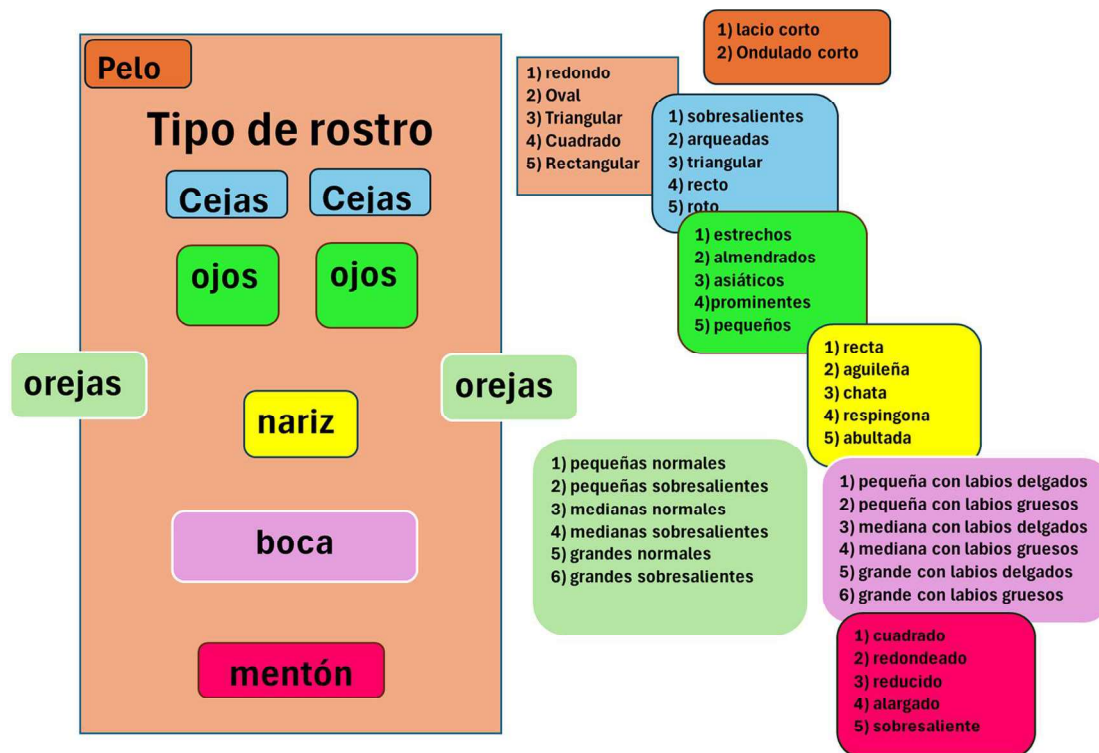 Pelo
Tipo de rostro
Cejas
Cejas
ojos
ojos
orejas
orejas
nariz
boca
mentón
1) lacio corto
2) Ondulado corto
1) redondo
2) Oval
3) Triangular
4) Cuadrado
5) Rectangular
1) sobresalientes
2) arqueadas
3) triangular
4) recto
5) roto
1) estrechos
2) almendrados
3) asiáticos
4)prominentes
5) pequeños
1) recta
2) aguileña
3) chata
4) respingona
5) abultada
1) pequeñas normales
2) pequeñas sobresalientes
3) medianas normales
4) medianas sobresalientes
5) grandes normales
6) grandes sobresalientes
1) pequeña con labios delgados
2) pequeña con labios gruesos
3) mediana con labios delgados
4) mediana con labios gruesos
5) grande con labios delgados
6) grande con labios gruesos
1) cuadrado
2) redondeado
3) reducido
4) alargado
5) sobresaliente